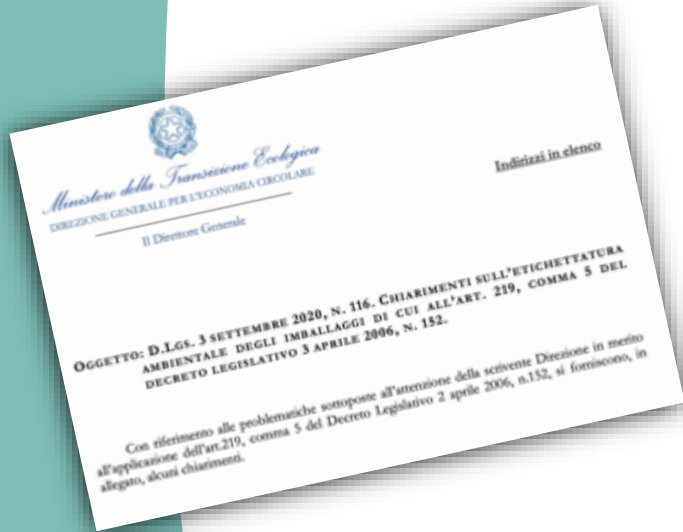 Ministero della Transizione Ecologica
DIREZIONE GENERALE PER L'ECONOMIA CIRCOLARE
Il Direttore Generale
Indirizzi in elenco
OGGETTO: D.LGS. 3 SETTEMBRE 2020, N. 116. CHIARIMENTI SULL'ETICHETTATURA
AMBIENTALE DEGLI IMBALLAGGI DI CUI ALL'ART. 219, COMMA 5 DEL
DECRETO LEGISLATIVO 3 APRILE 2006, N. 152.
Con riferimento alle problematiche sottoposte all'attenzione della scrivente Direzione in merito
all'applicazione dell'art.219, comma 5 del Decreto Legislativo 2 aprile 2006, n.152, si forniscono, in
allegato, alcuni chiarimenti.